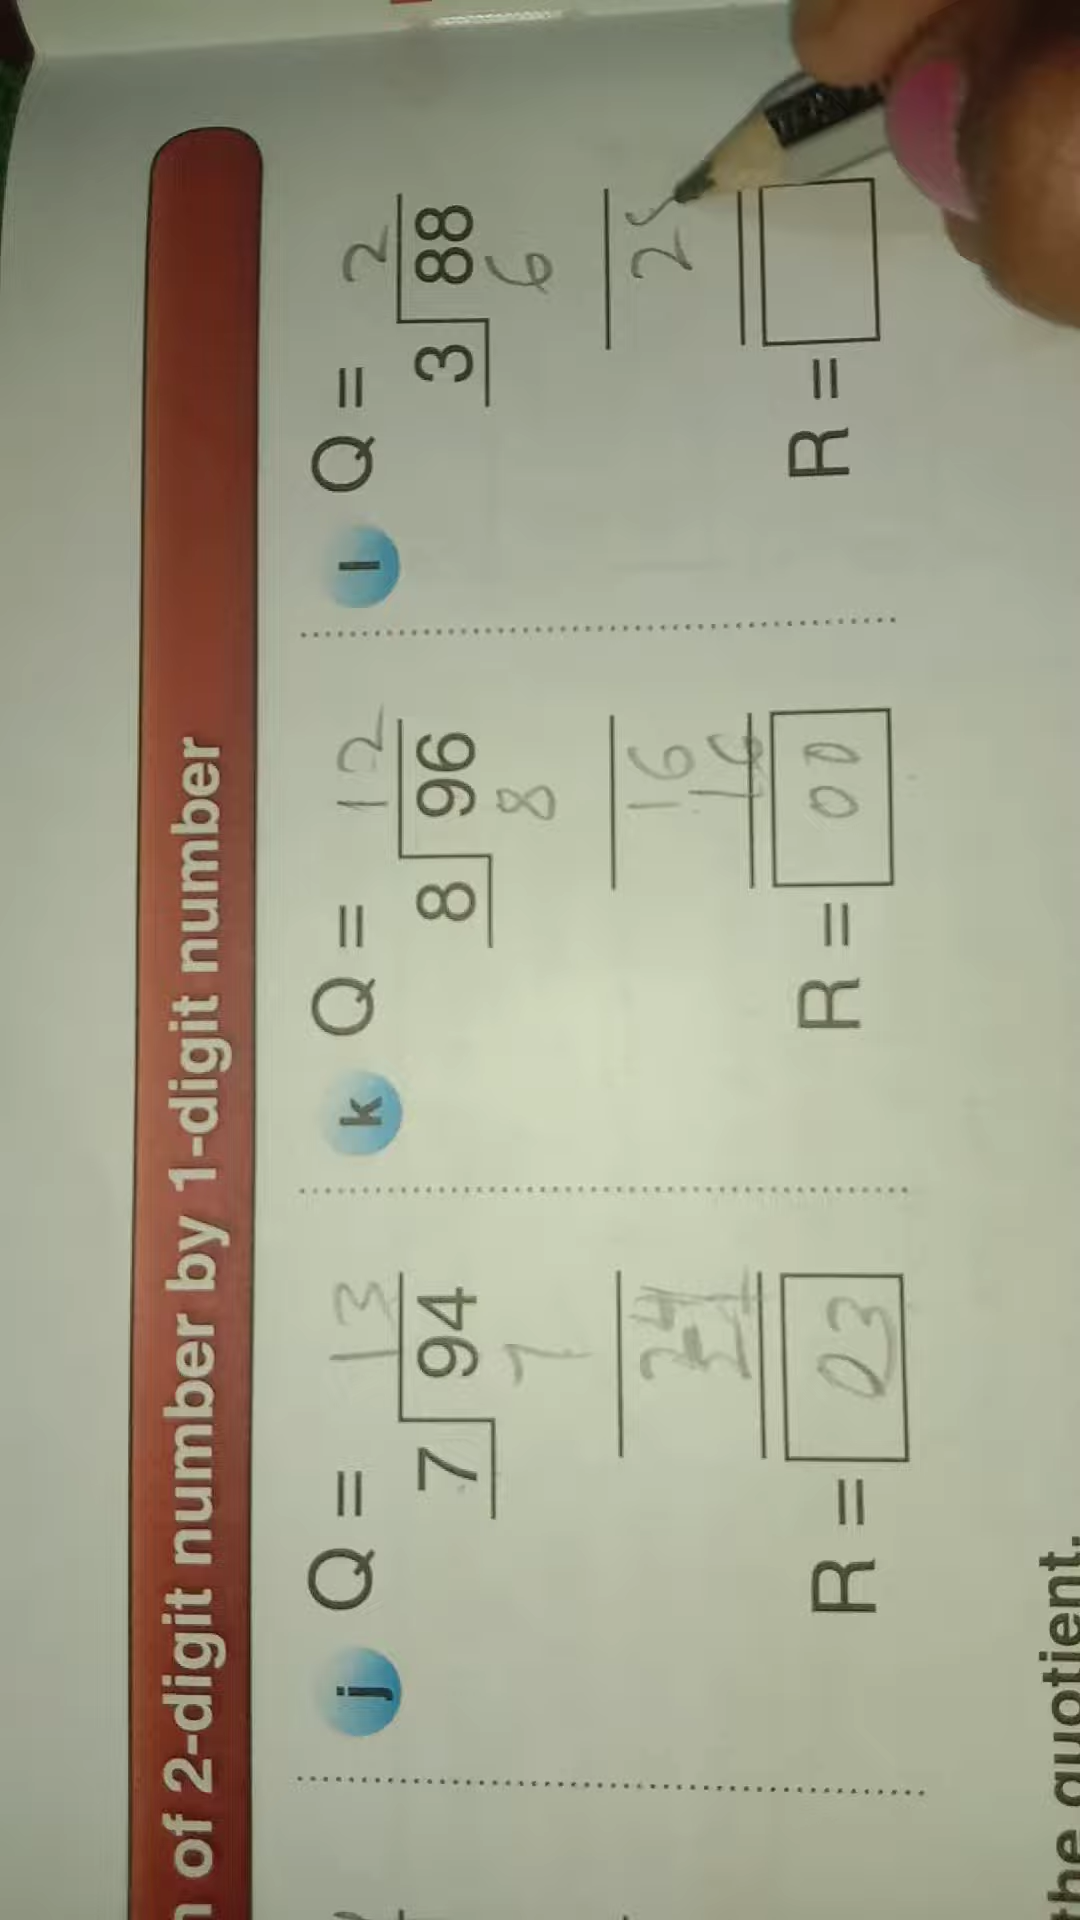 of 2-digit number by 1-digit number
j
Q = 13
7 94
7
24
21
R = 03
k
Q = 12
8 96
8
16
16
R = 00
l
Q = 2
3 88
6
2
R =
the quotient.